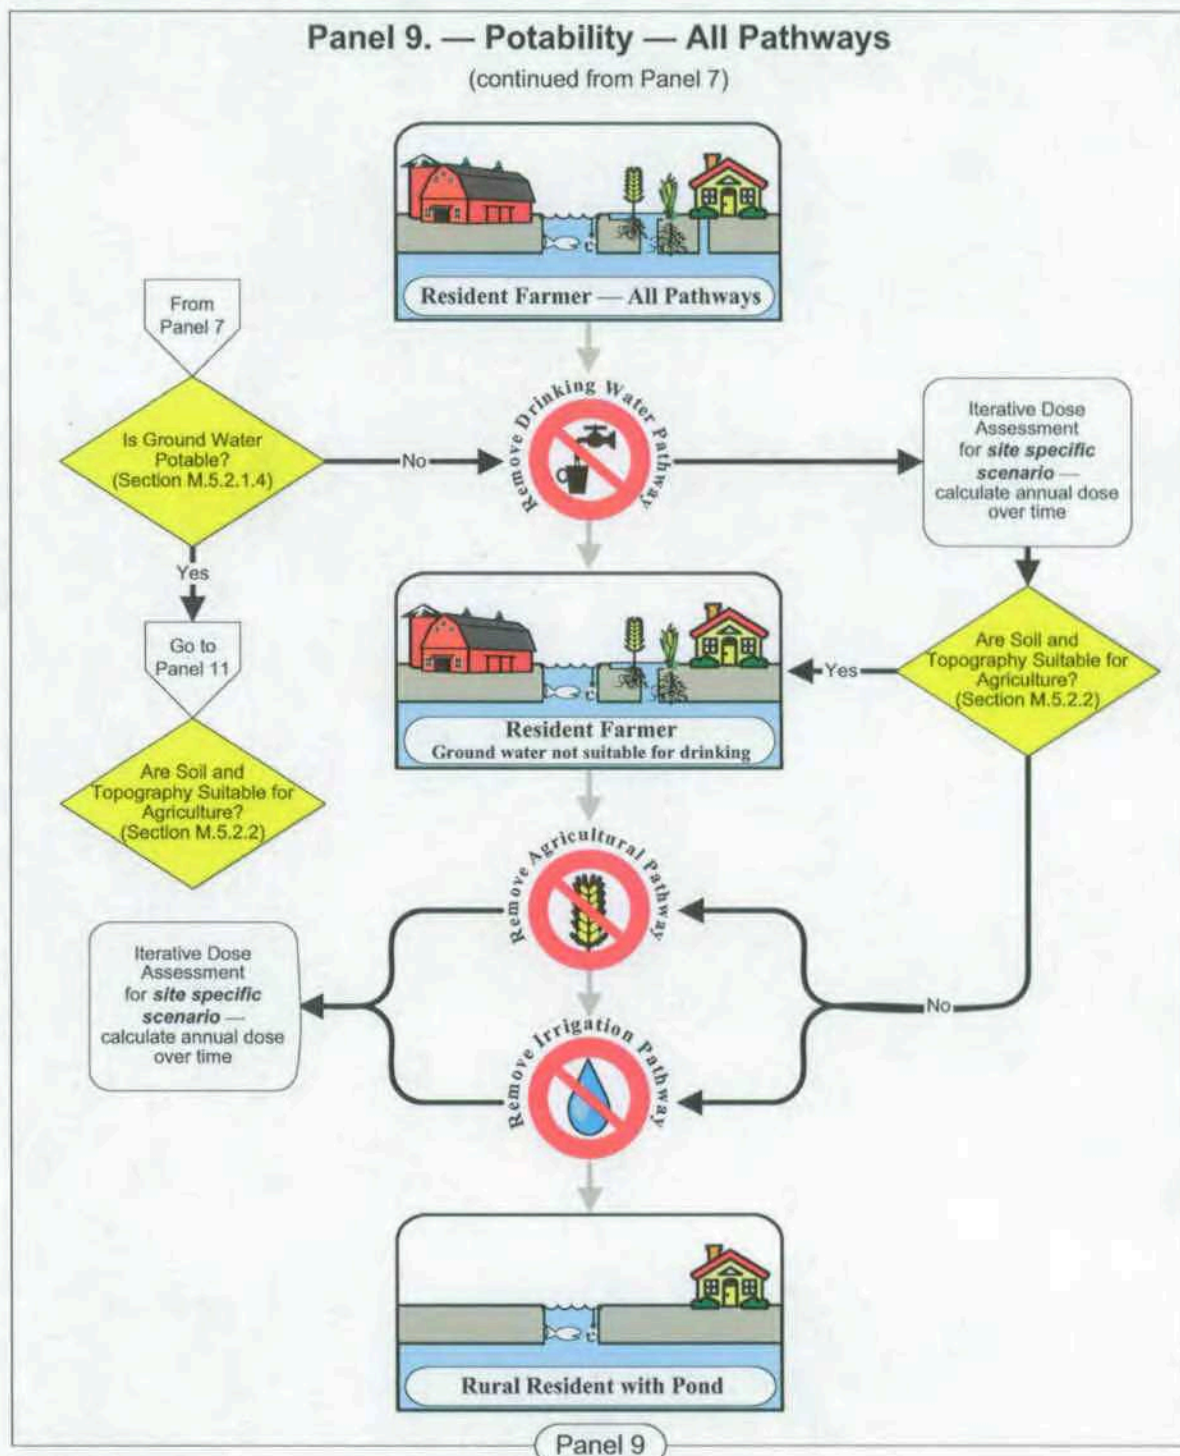 Panel 9. — Potability — All Pathways
(continued from Panel 7)
Resident Farmer — All Pathways
From
Panel 7
Remove Drinking Water Pathway
Is Ground Water
Potable?
(Section M.5.2.1.4)
No
Iterative Dose
Assessment
for site specific
scenario —
calculate annual dose
over time
Yes
Go to
Panel 11
Are Soil and
Topography Suitable for
Agriculture?
(Section M.5.2.2)
Yes
Resident Farmer
Ground water not suitable for drinking
Are Soil and
Topography Suitable for
Agriculture?
(Section M.5.2.2)
Remove Agricultural Pathway
Iterative Dose
Assessment
for site specific
scenario —
calculate annual dose
over time
No
Remove Irrigation Pathway
Rural Resident with Pond
Panel 9